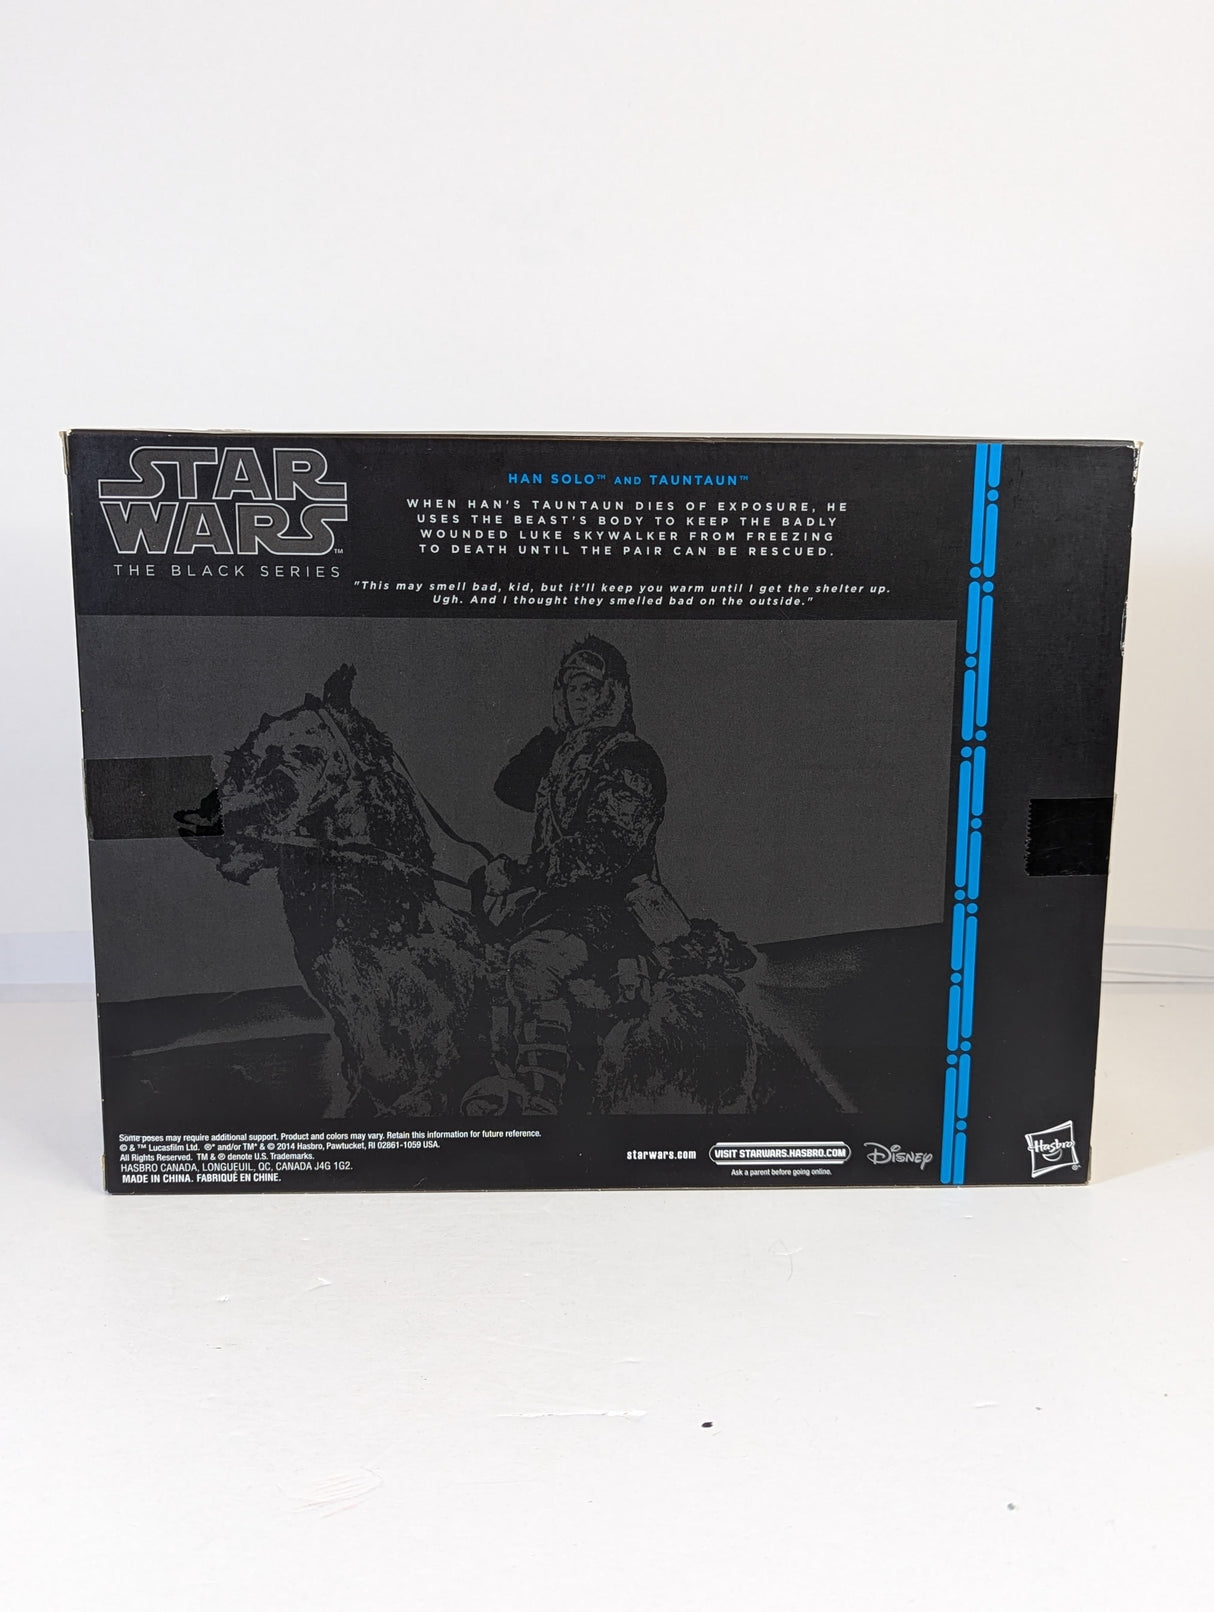 STAR
WARS™
THE BLACK SERIES
HAN SOLO™ AND TAUNTAUN™
WHEN HAN'S TAUNTAUN DIES OF EXPOSURE, HE
USES THE BEAST'S BODY TO KEEP THE BADLY
WOUNDED LUKE SKYWALKER FROM FREEZING
TO DEATH UNTIL THE PAIR CAN BE RESCUED.
"This may smell bad, kid, but it'll keep you warm until I get the shelter up.
Ugh. And I thought they smelled bad on the outside."
Some poses may require additional support. Product and colors may vary. Retain this information for future reference.
© & ™ Lucasfilm Ltd. ®* and/or TM* & © 2014 Hasbro, Pawtucket, RI 02861-1059 USA.
All Rights Reserved. TM & ® denote U.S. Trademarks.
HASBRO CANADA, LONGUEUIL, QC, CANADA J4G 1G2.
MADE IN CHINA. FABRIQUÉ EN CHINE.
starwars.com
VISIT STARWARS.HASBRO.COM
Ask a parent before going online.
DISNEY
Hasbro®